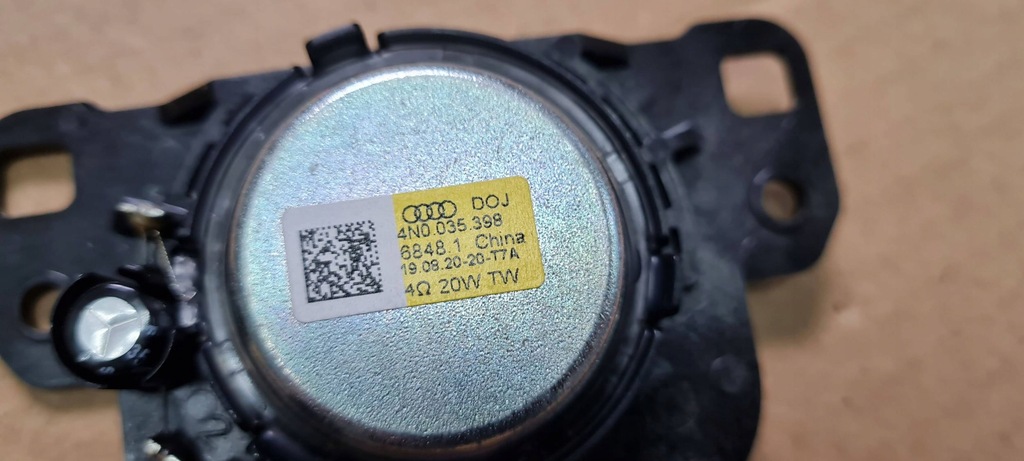 DOJ
4N0.035.398
6848.1 China
19.08.20-20-T7A
4Ω 20W TW